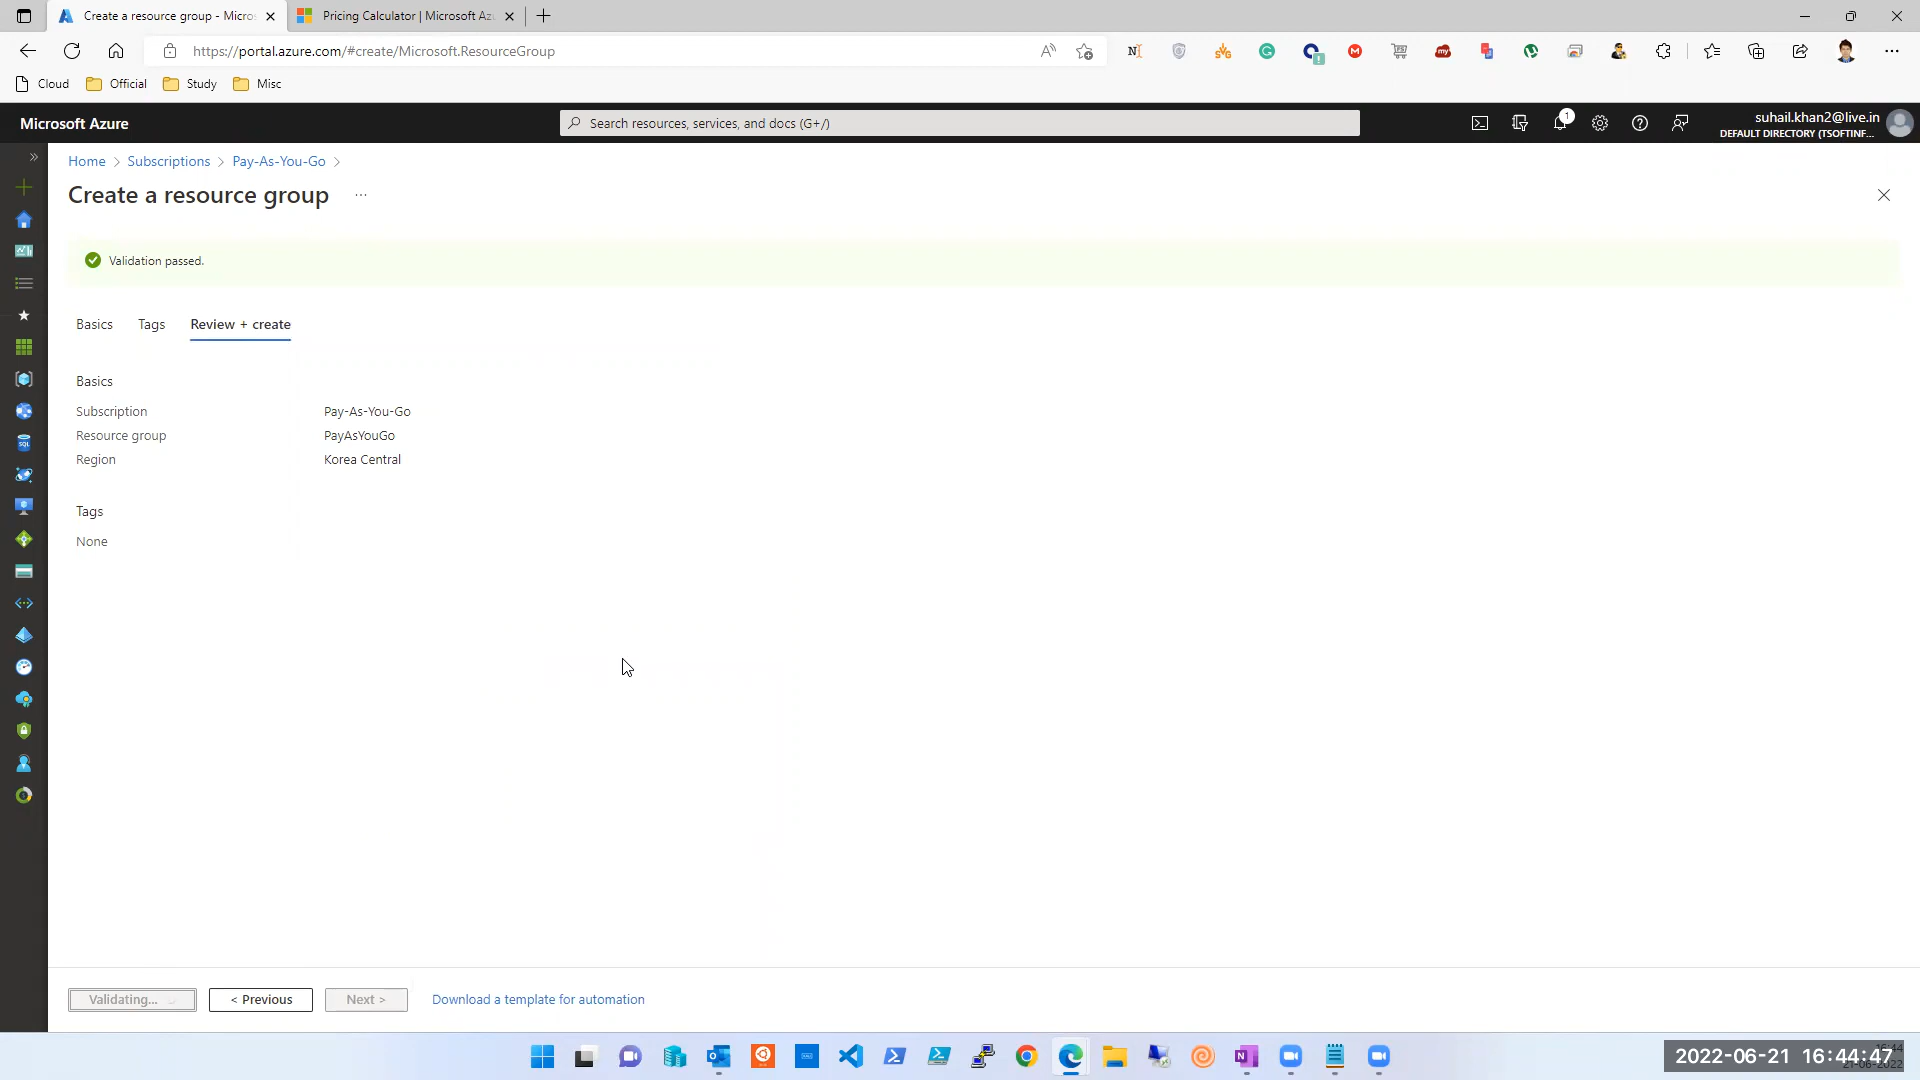 Create a resource group - Micros
Pricing Calculator | Microsoft Az
https://portal.azure.com/#create/Microsoft.ResourceGroup
Cloud
Official
Study
Misc
Microsoft Azure
Search resources, services, and docs (G+/)
1
suhail.khan2@live.in
DEFAULT DIRECTORY (TSOFTINF...
Home > Subscriptions > Pay-As-You-Go >
Create a resource group ...
Validation passed.
Basics Tags Review + create
Basics
Subscription Pay-As-You-Go
Resource group PayAsYouGo
Region Korea Central
Tags
None
Validating...
< Previous
Next >
Download a template for automation
2022-06-21 16:44:47